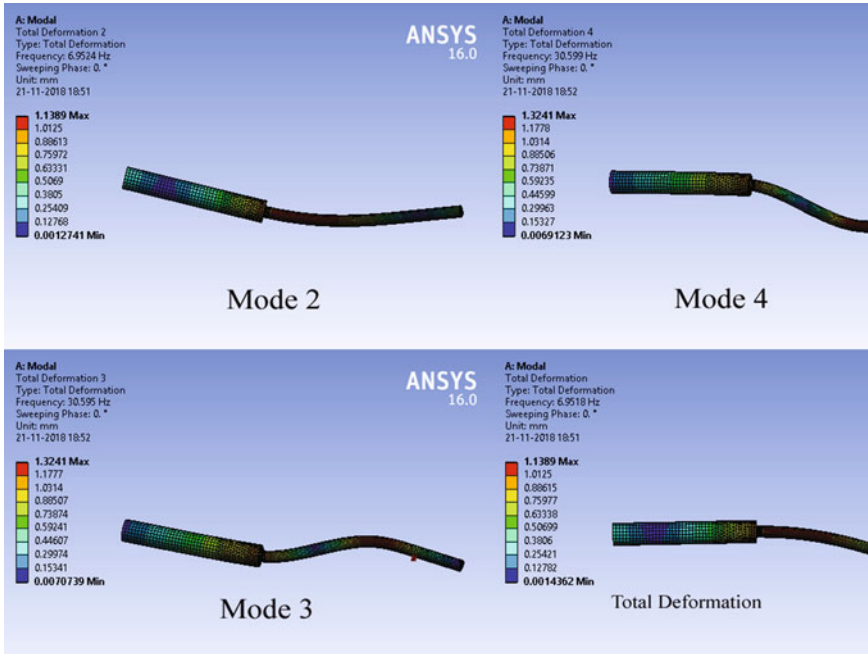 A: Modal
Total Deformation 2
Type: Total Deformation
Frequency: 6.9524 Hz
Sweeping Phase: 0. °
Unit: mm
21-11-2018 18:51
ANSYS
16.0
1.1389 Max
1.0125
0.88613
0.75972
0.63331
0.5069
0.3805
0.25409
0.12768
0.0012741 Min
Mode 2
A: Modal
Total Deformation 4
Type: Total Deformation
Frequency: 30.599 Hz
Sweeping Phase: 0. °
Unit: mm
21-11-2018 18:52
1.3241 Max
1.1778
1.0314
0.88506
0.73871
0.59235
0.44599
0.29963
0.15327
0.0069123 Min
Mode 4
A: Modal
Total Deformation 3
Type: Total Deformation
Frequency: 30.595 Hz
Sweeping Phase: 0. °
Unit: mm
21-11-2018 18:52
ANSYS
16.0
1.3241 Max
1.1777
1.0314
0.88507
0.73874
0.59241
0.44607
0.29974
0.15341
0.0070739 Min
Mode 3
A: Modal
Total Deformation
Type: Total Deformation
Frequency: 6.9518 Hz
Sweeping Phase: 0. °
Unit: mm
21-11-2018 18:51
1.1389 Max
1.0125
0.88615
0.75977
0.63338
0.50699
0.3806
0.25421
0.12782
0.0014362 Min
Total Deformation